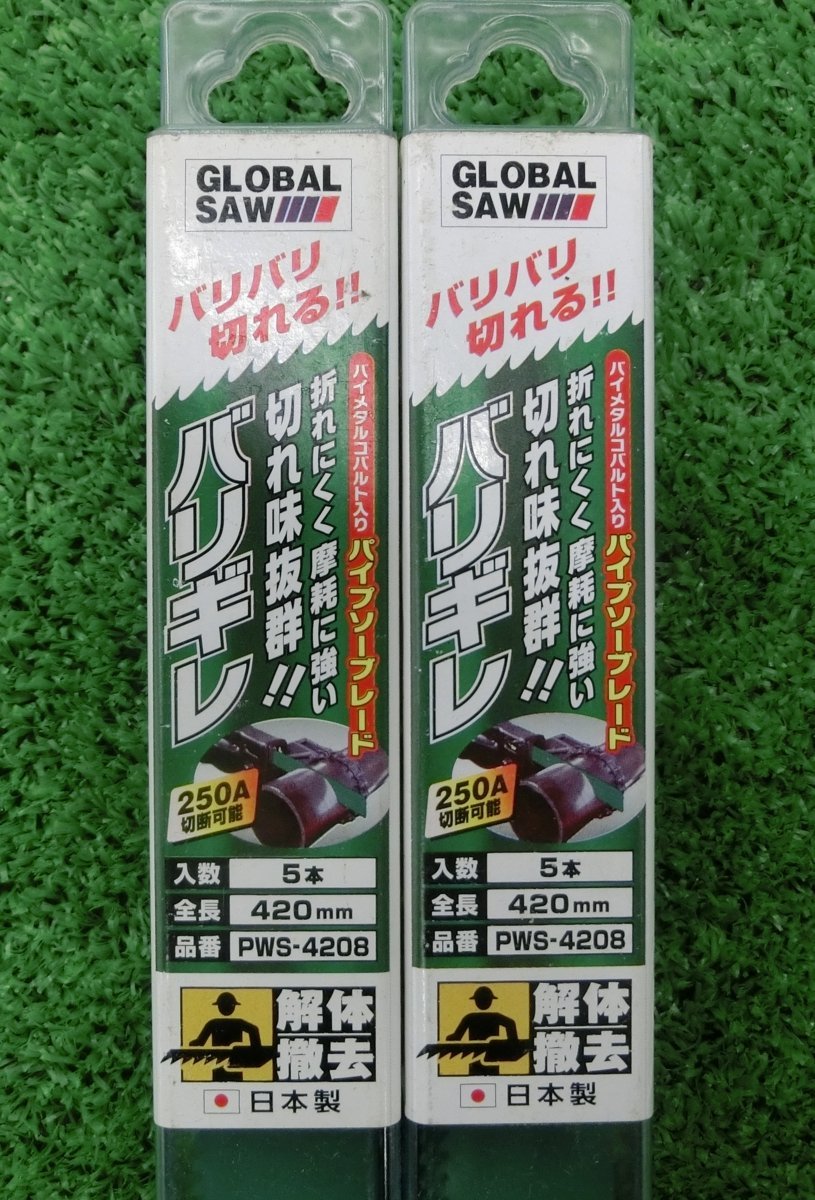 GLOBAL
SAW
バリバリ
切れる!!
バイメタルコバルト入り パイプソーブレード
折れにくく 摩耗に強い
切れ味抜群!!
バリギレ
250A
切断可能
入数 5本
全長 420mm
品番 PWS-4208
解体
撤去
日本製
GLOBAL
SAW
バリバリ
切れる!!
バイメタルコバルト入り パイプソーブレード
折れにくく 摩耗に強い
切れ味抜群!!
バリギレ
250A
切断可能
入数 5本
全長 420mm
品番 PWS-4208
解体
撤去
日本製